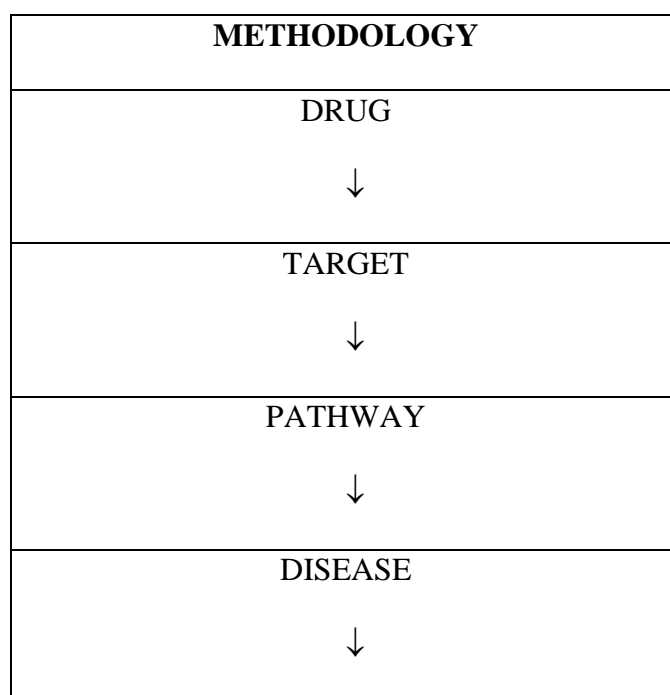 METHODOLOGY
DRUG
↓
TARGET
↓
PATHWAY
↓
DISEASE
↓